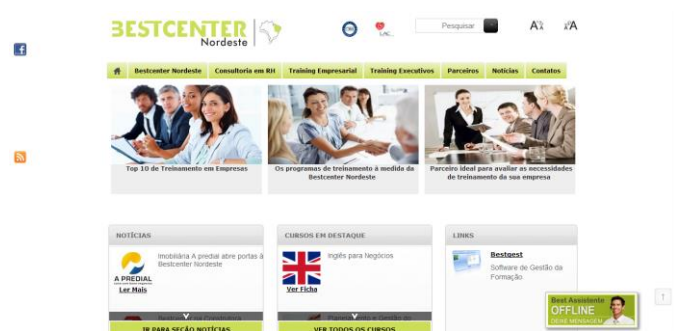 BESTCENTER
Nordeste
Pesquisar
Bestcenter Nordeste Consultoria em RH Training Empresarial Training Executivos Parceiros Notícias Contatos
Top 10 de Treinamento em Empresas
Os programas de treinamento à medida da
Bestcenter Nordeste
Parceiro ideal para avaliar as necessidades
de treinamento da sua empresa
NOTÍCIAS
Imobiliária A predial abre portas à
Bestcenter Nordeste
A PREDIAL
Ler Mais
IR PARA SEÇÃO NOTÍCIAS
CURSOS EM DESTAQUE
Inglês para Negócios
Ver Ficha
VER TODOS OS CURSOS
LINKS
Bestgest
Software de Gestão da
Formação.
Best Assistente
OFFLINE
DEIXE MENSAGEM